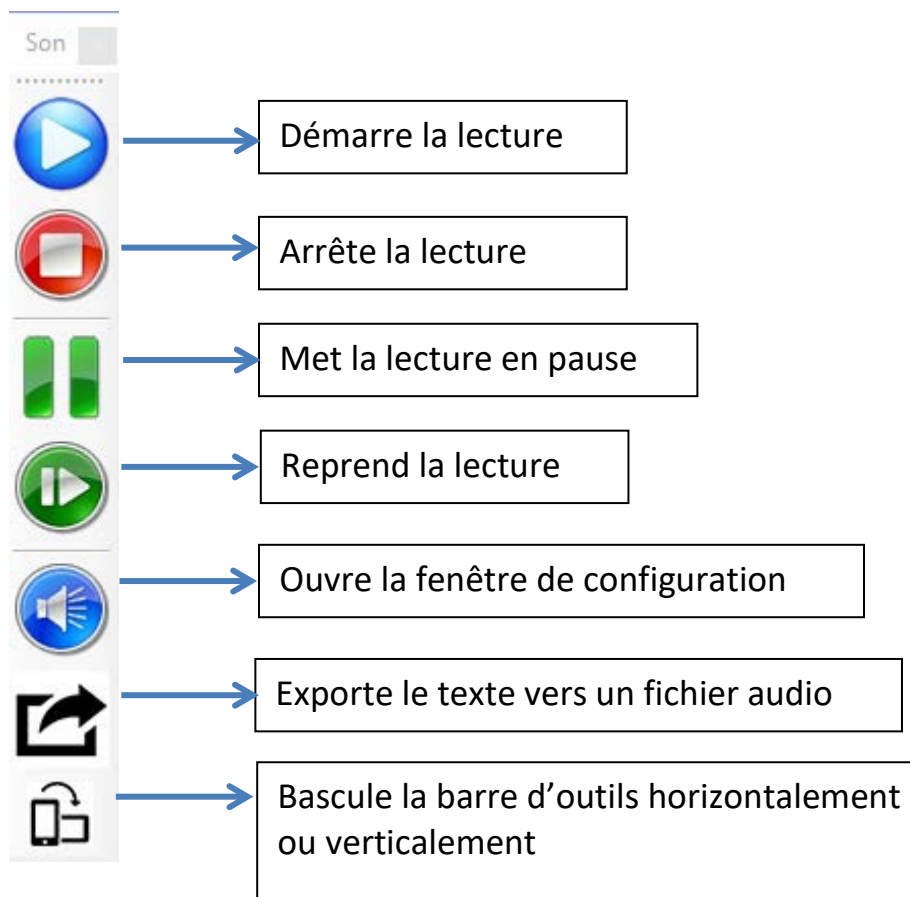 Son
Démarre la lecture
Arrête la lecture
Met la lecture en pause
Reprend la lecture
Ouvre la fenêtre de configuration
Exporte le texte vers un fichier audio
Bascule la barre d’outils horizontalement
ou verticalement